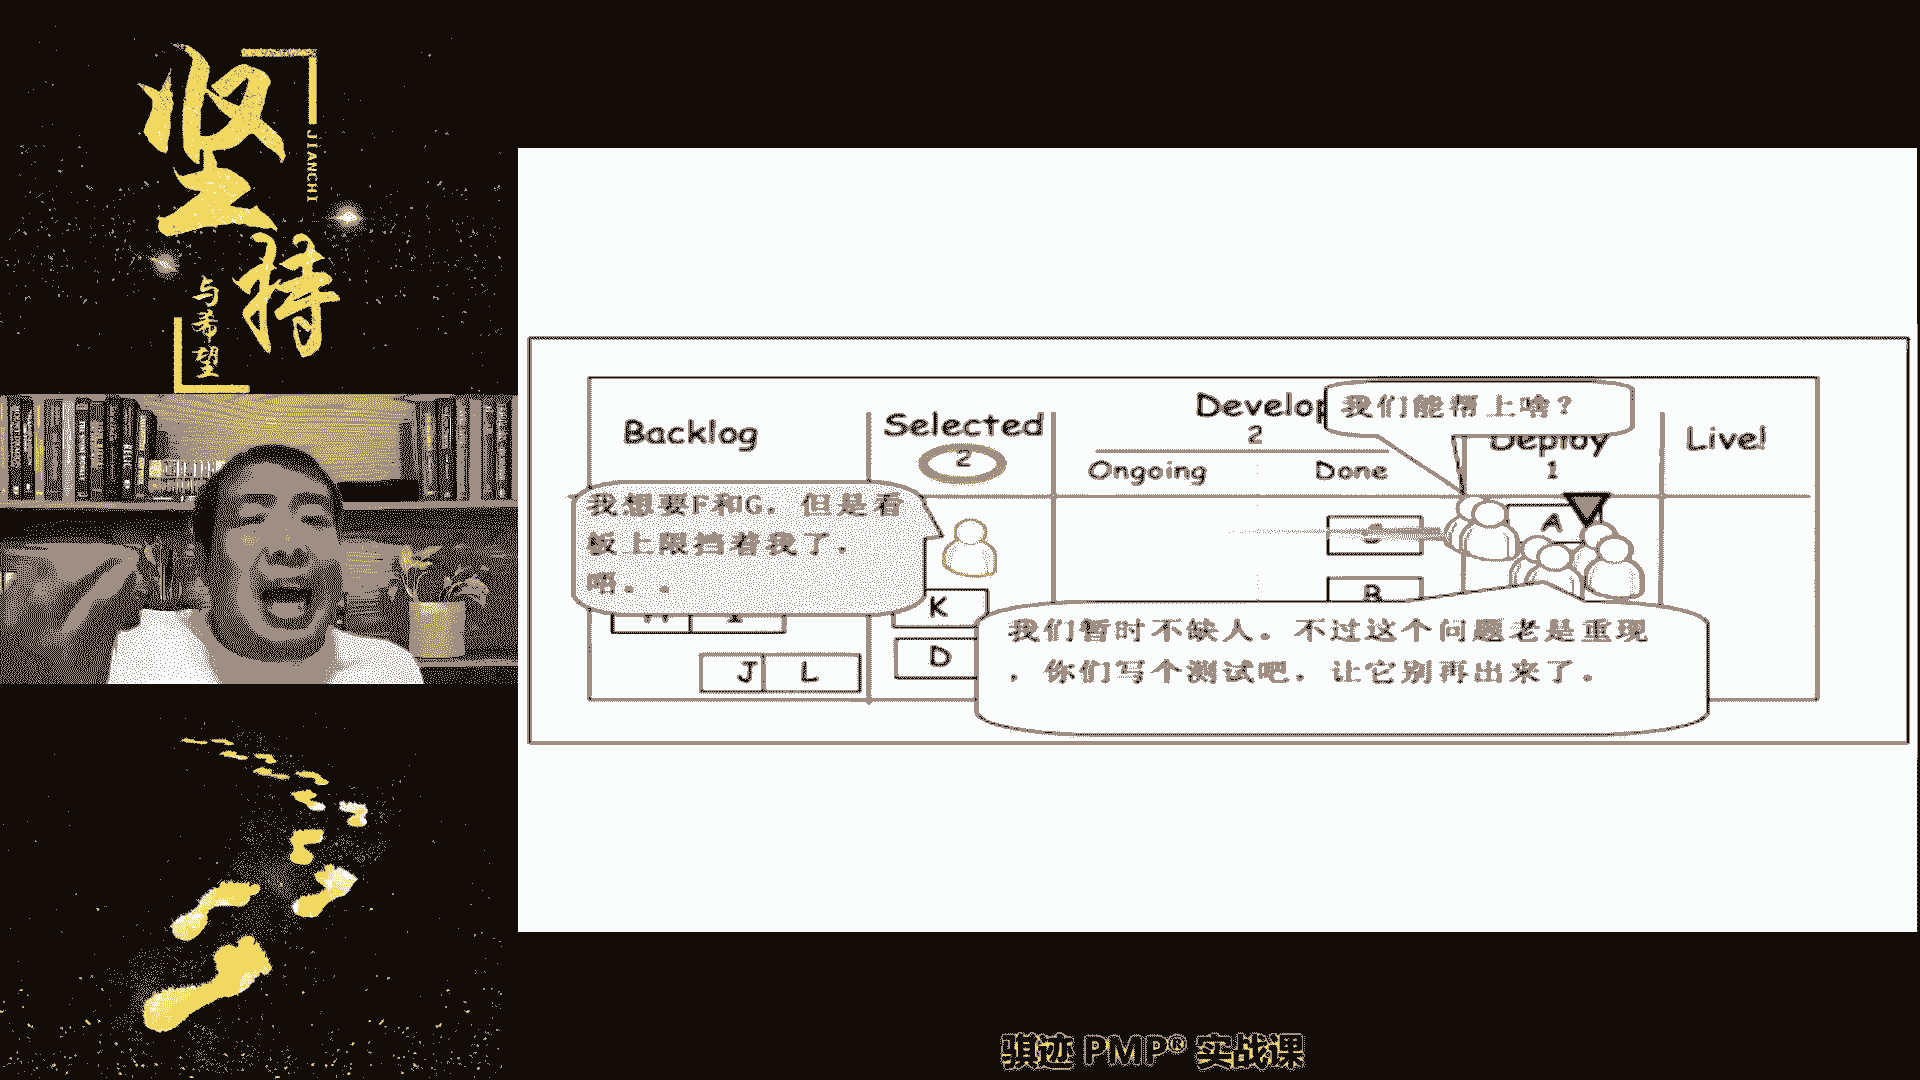 坚持
JIANCHI
与希望
Backlog
Selected
2
Develop
2
Ongoing
Done
我们能帮上啥？
Deploy
1
Live!
我想要F和G，但是看
板上限挡着我了。
唔。。
A
B
K
D
J
L
我们暂时不缺人。不过这个问题老是重现
，你们写个测试吧，让它别再出来了。
骐迹 PMP® 实战课